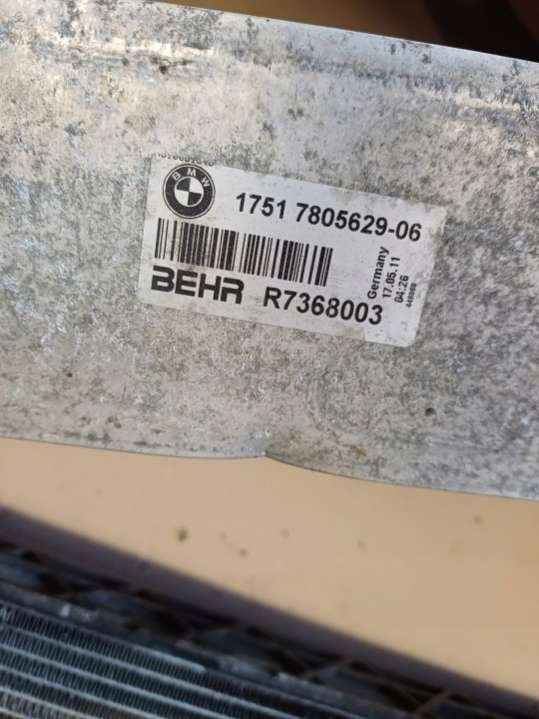 BMW
1751 7805629-06
BEHR R7368003
Germany
17.05.11
04:26